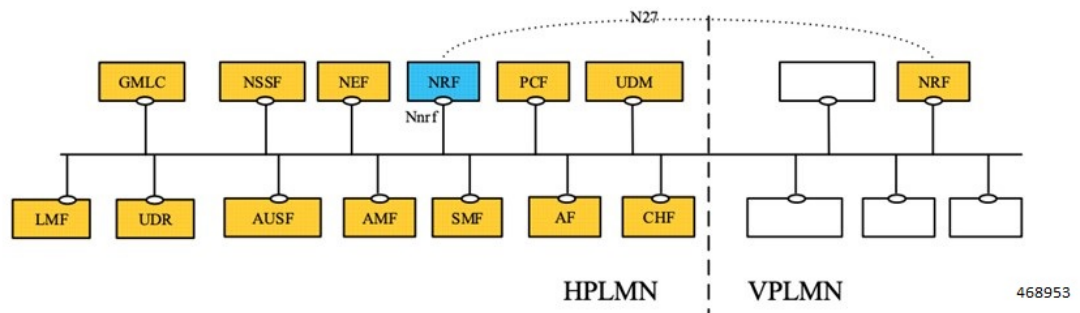 N27
GMLC NSSF NEF NRF PCF UDM NRF
Nnrf
LMF UDR AUSF AMF SMF AF CHF
HPLMN VPLMN 468953